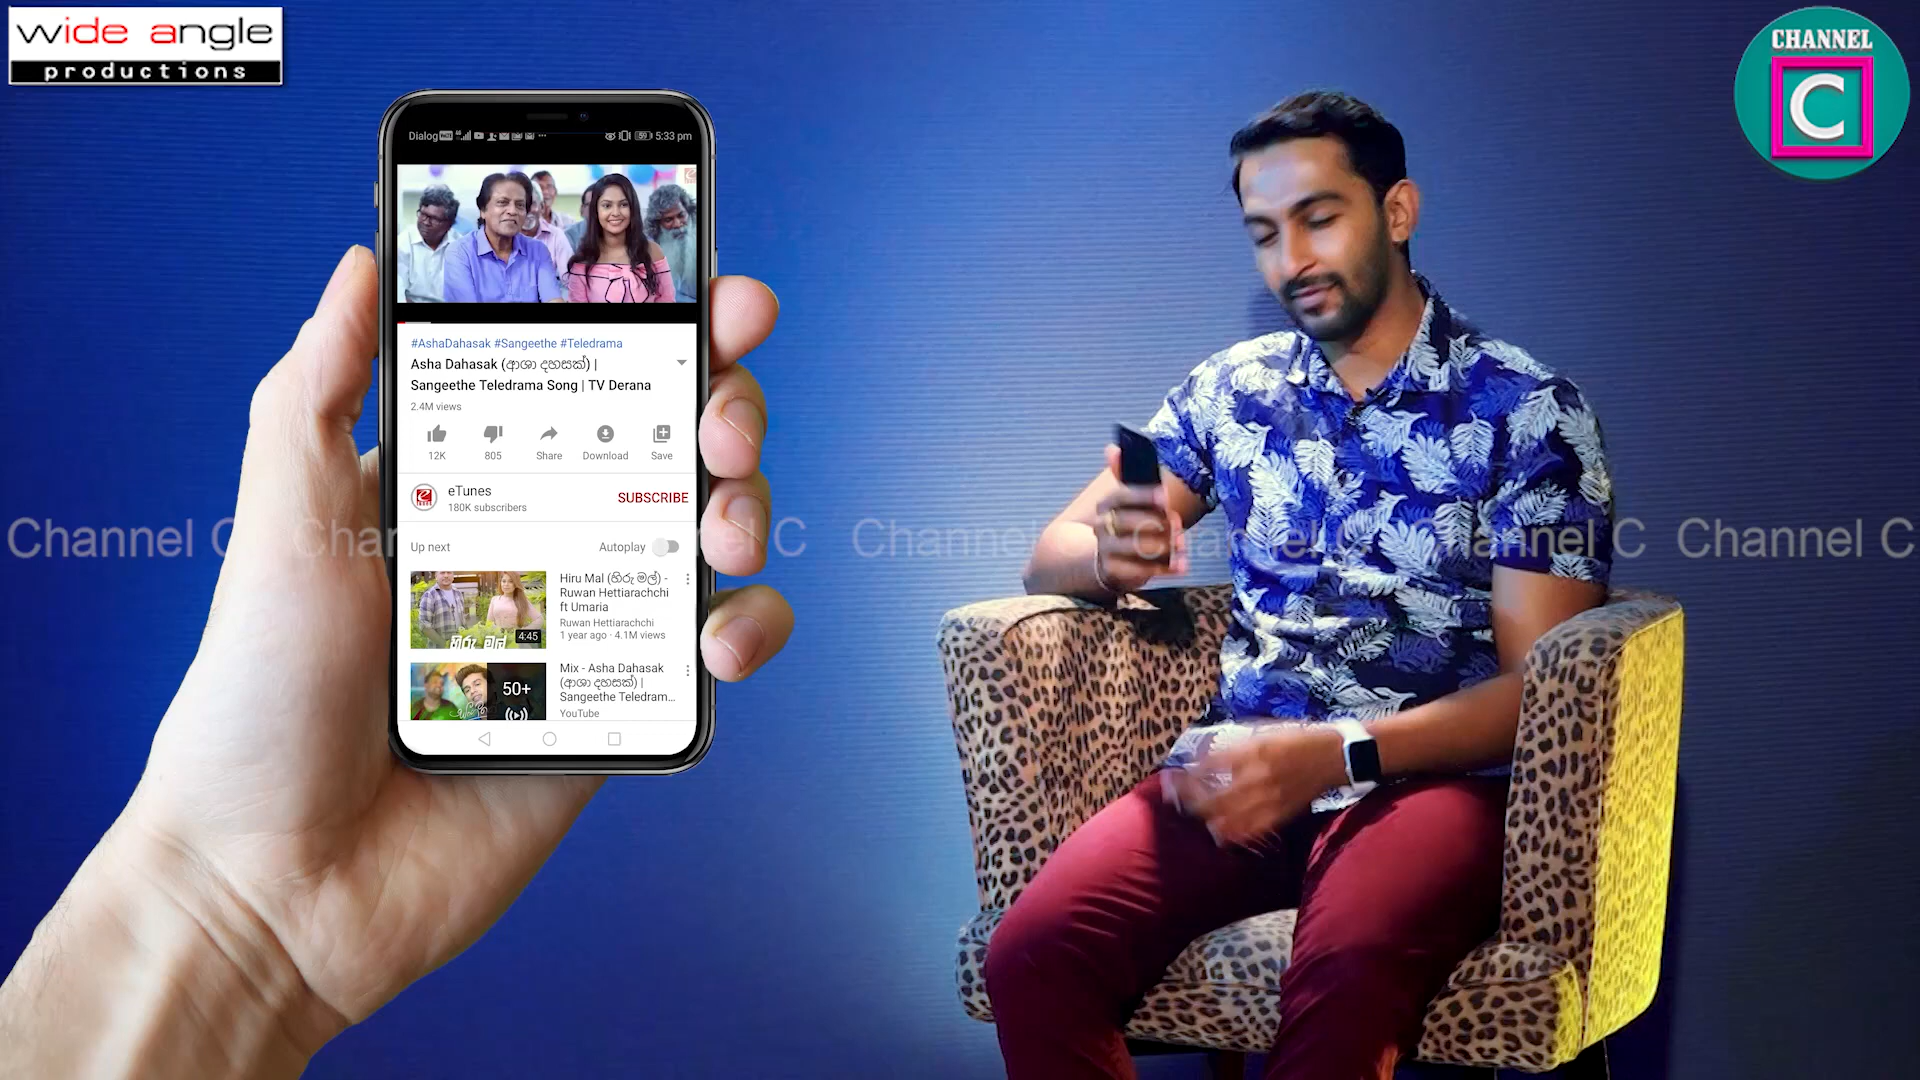 wide angle
productions
CHANNEL
C
Dialog
59
5:33 pm
#AshaDahasak #Sangeethe #Teledrama
Asha Dahasak (ආශා දහසක්) |
Sangeethe Teledrama Song | TV Derana
2.4M views
12K 805 Share Download Save
eTunes
180K subscribers
SUBSCRIBE
Channel C Channel C Channel C Channel C Channel C Channel C
Up next
Autoplay
Hiru Mal (හිරු මල්) -
Ruwan Hettiarachchi
ft Umaria
Ruwan Hettiarachchi
1 year ago · 4.1M views
හිරු මල්
4:45
Mix - Asha Dahasak
(ආශා දහසක්) |
Sangeethe Teledram...
YouTube
50+